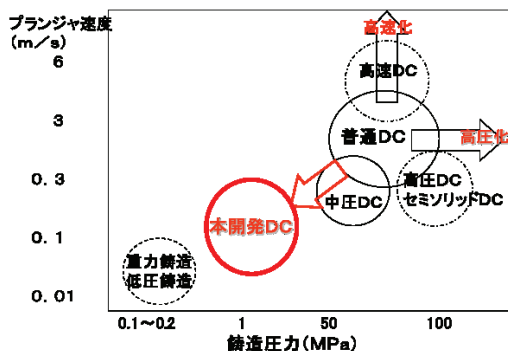 プランジャ速度
(m/s)
高速化
6
高速DC
3
普通DC
高圧化
0.3
高圧DC
セミソリッドDC
中圧DC
本開発DC
0.1
重力鋳造
低圧鋳造
0.01
0.1～0.2
1
50
100
鋳造圧力(MPa)